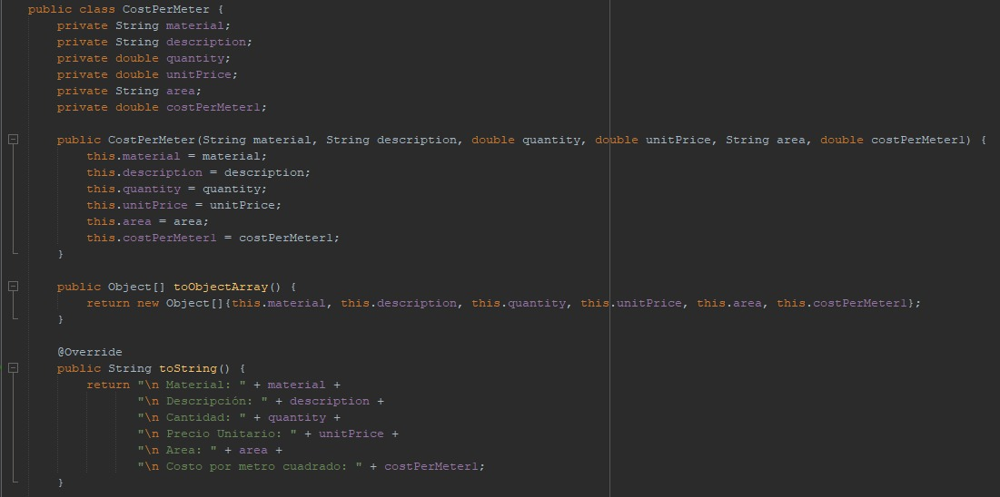 public class CostPerMeter {
private String material;
private String description;
private double quantity;
private double unitPrice;
private String area;
private double costPerMeter1;
public CostPerMeter(String material, String description, double quantity, double unitPrice, String area, double costPerMeter1) {
this.material = material;
this.description = description;
this.quantity = quantity;
this.unitPrice = unitPrice;
this.area = area;
this.costPerMeter1 = costPerMeter1;
}
public Object[] toObjectArray() {
return new Object[]{this.material, this.description, this.quantity, this.unitPrice, this.area, this.costPerMeter1};
}
@Override
public String toString() {
return "\n Material: " + material +
"\n Descripción: " + description +
"\n Cantidad: " + quantity +
"\n Precio Unitario: " + unitPrice +
"\n Area: " + area +
"\n Costo por metro cuadrado: " + costPerMeter1;
}